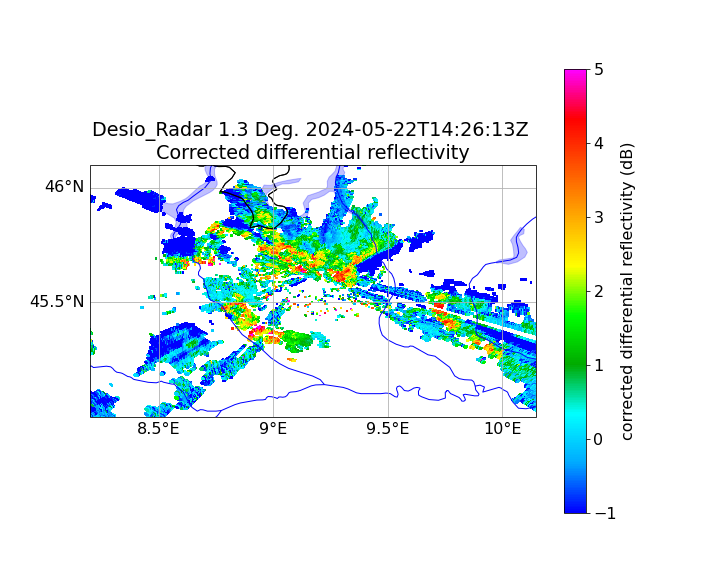 Desio_Radar 1.3 Deg. 2024-05-22T14:26:13Z
Corrected differential reflectivity
46°N
45.5°N
8.5°E
9°E
9.5°E
10°E
5
4
3
2
1
0
−1
corrected differential reflectivity (dB)